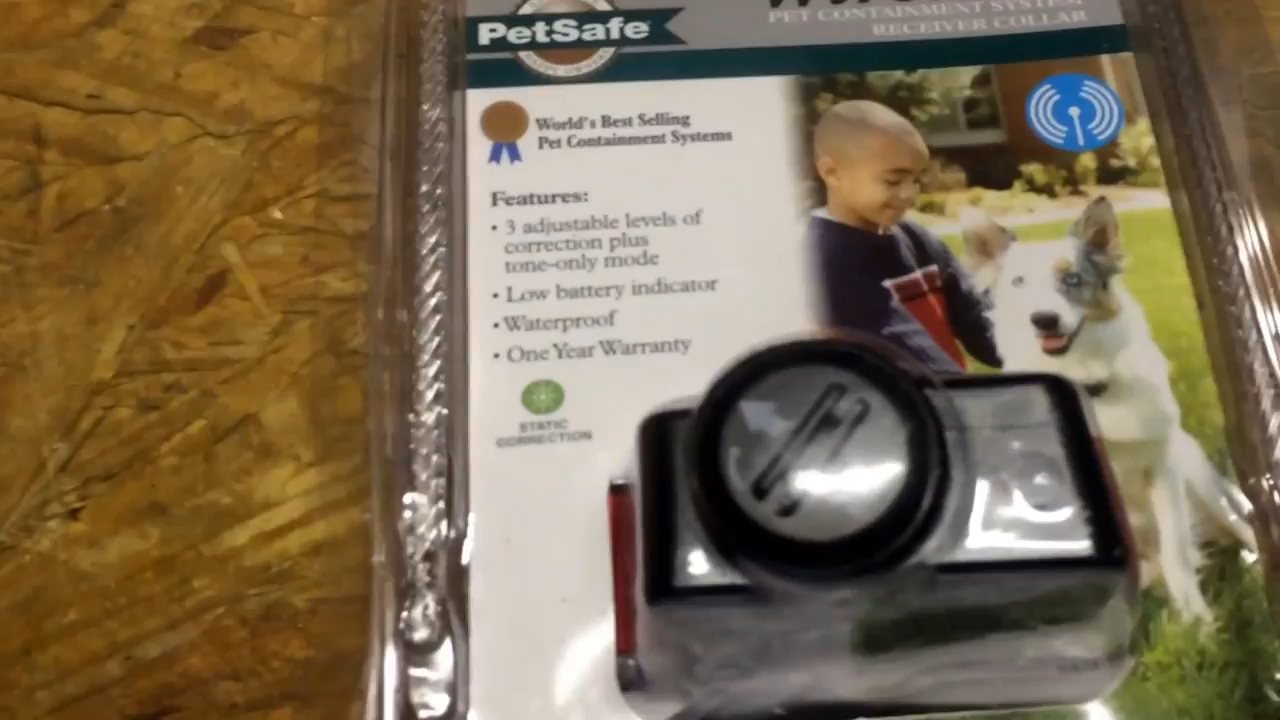 PetSafe
PET CONTAINMENT SYSTEM
RECEIVER COLLAR
World's Best Selling
Pet Containment Systems
Features:
• 3 adjustable levels of
correction plus
tone-only mode
• Low battery indicator
• Waterproof
• One Year Warranty
STATIC
CORRECTION